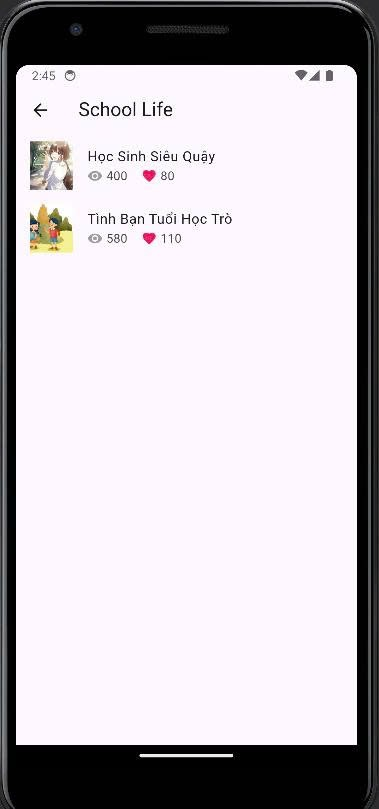 2:45
School Life
Học Sinh Siêu Quậy
400 80
Tình Bạn Tuổi Học Trò
580 110